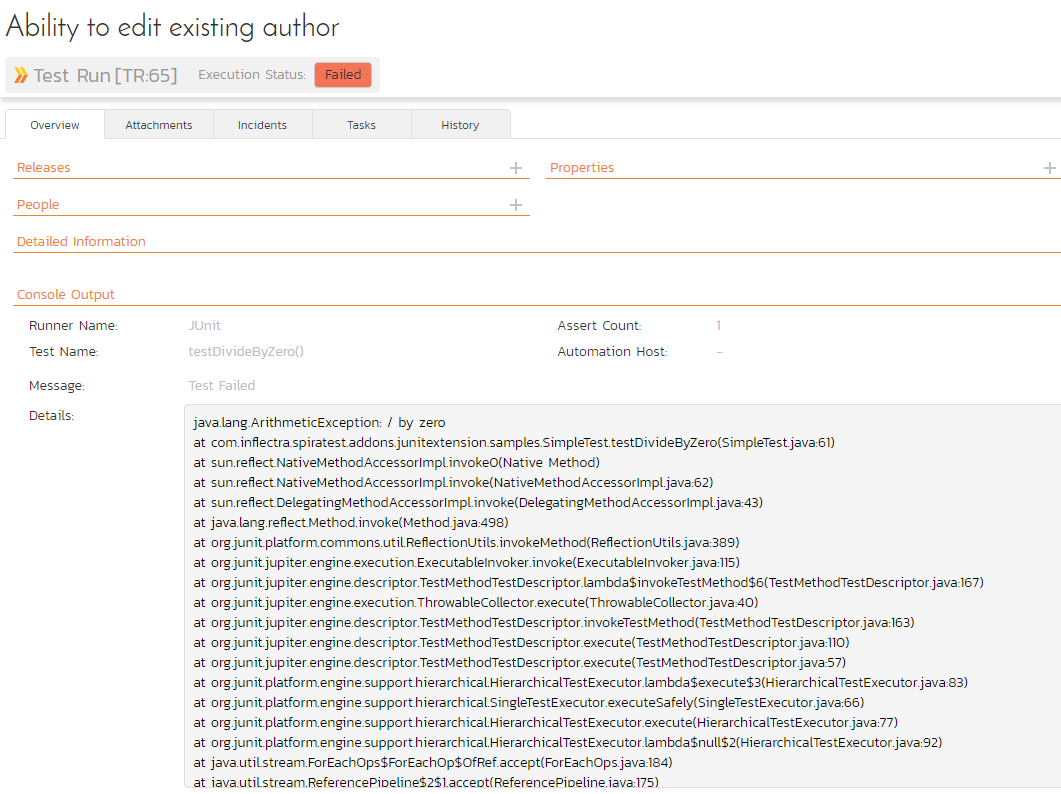 Ability to edit existing author
Test Run [TR:65] Execution Status: Failed
Overview Attachments Incidents Tasks History
Releases + Properties +
People +
Detailed Information
Console Output
Runner Name: JUnit Assert Count: 1
Test Name: testDivideByZero() Automation Host: -
Message: Test Failed
Details:
java.lang.ArithmeticException: / by zero
at com.inflectra.spiratest.addons.junitextension.samples.SimpleTest.testDivideByZero(SimpleTest.java:61)
at sun.reflect.NativeMethodAccessorImpl.invoke0(Native Method)
at sun.reflect.NativeMethodAccessorImpl.invoke(NativeMethodAccessorImpl.java:62)
at sun.reflect.DelegatingMethodAccessorImpl.invoke(DelegatingMethodAccessorImpl.java:43)
at java.lang.reflect.Method.invoke(Method.java:498)
at org.junit.platform.commons.util.ReflectionUtils.invokeMethod(ReflectionUtils.java:389)
at org.junit.jupiter.engine.execution.ExecutableInvoker.invoke(ExecutableInvoker.java:115)
at org.junit.jupiter.engine.descriptor.TestMethodTestDescriptor.lambda$invokeTestMethod$6(TestMethodTestDescriptor.java:167)
at org.junit.jupiter.engine.execution.ThrowableCollector.execute(ThrowableCollector.java:40)
at org.junit.jupiter.engine.descriptor.TestMethodTestDescriptor.invokeTestMethod(TestMethodTestDescriptor.java:163)
at org.junit.jupiter.engine.descriptor.TestMethodTestDescriptor.execute(TestMethodTestDescriptor.java:110)
at org.junit.jupiter.engine.descriptor.TestMethodTestDescriptor.execute(TestMethodTestDescriptor.java:57)
at org.junit.platform.engine.support.hierarchical.HierarchicalTestExecutor.lambda$execute$3(HierarchicalTestExecutor.java:83)
at org.junit.platform.engine.support.hierarchical.SingleTestExecutor.executeSafely(SingleTestExecutor.java:66)
at org.junit.platform.engine.support.hierarchical.HierarchicalTestExecutor.execute(HierarchicalTestExecutor.java:77)
at org.junit.platform.engine.support.hierarchical.HierarchicalTestExecutor.lambda$null$2(HierarchicalTestExecutor.java:92)
at java.util.stream.ForEachOps$ForEachOp$OfRef.accept(ForEachOps.java:184)
at java.util.stream.ReferencePipeline$2$1.accept(ReferencePipeline.java:175)